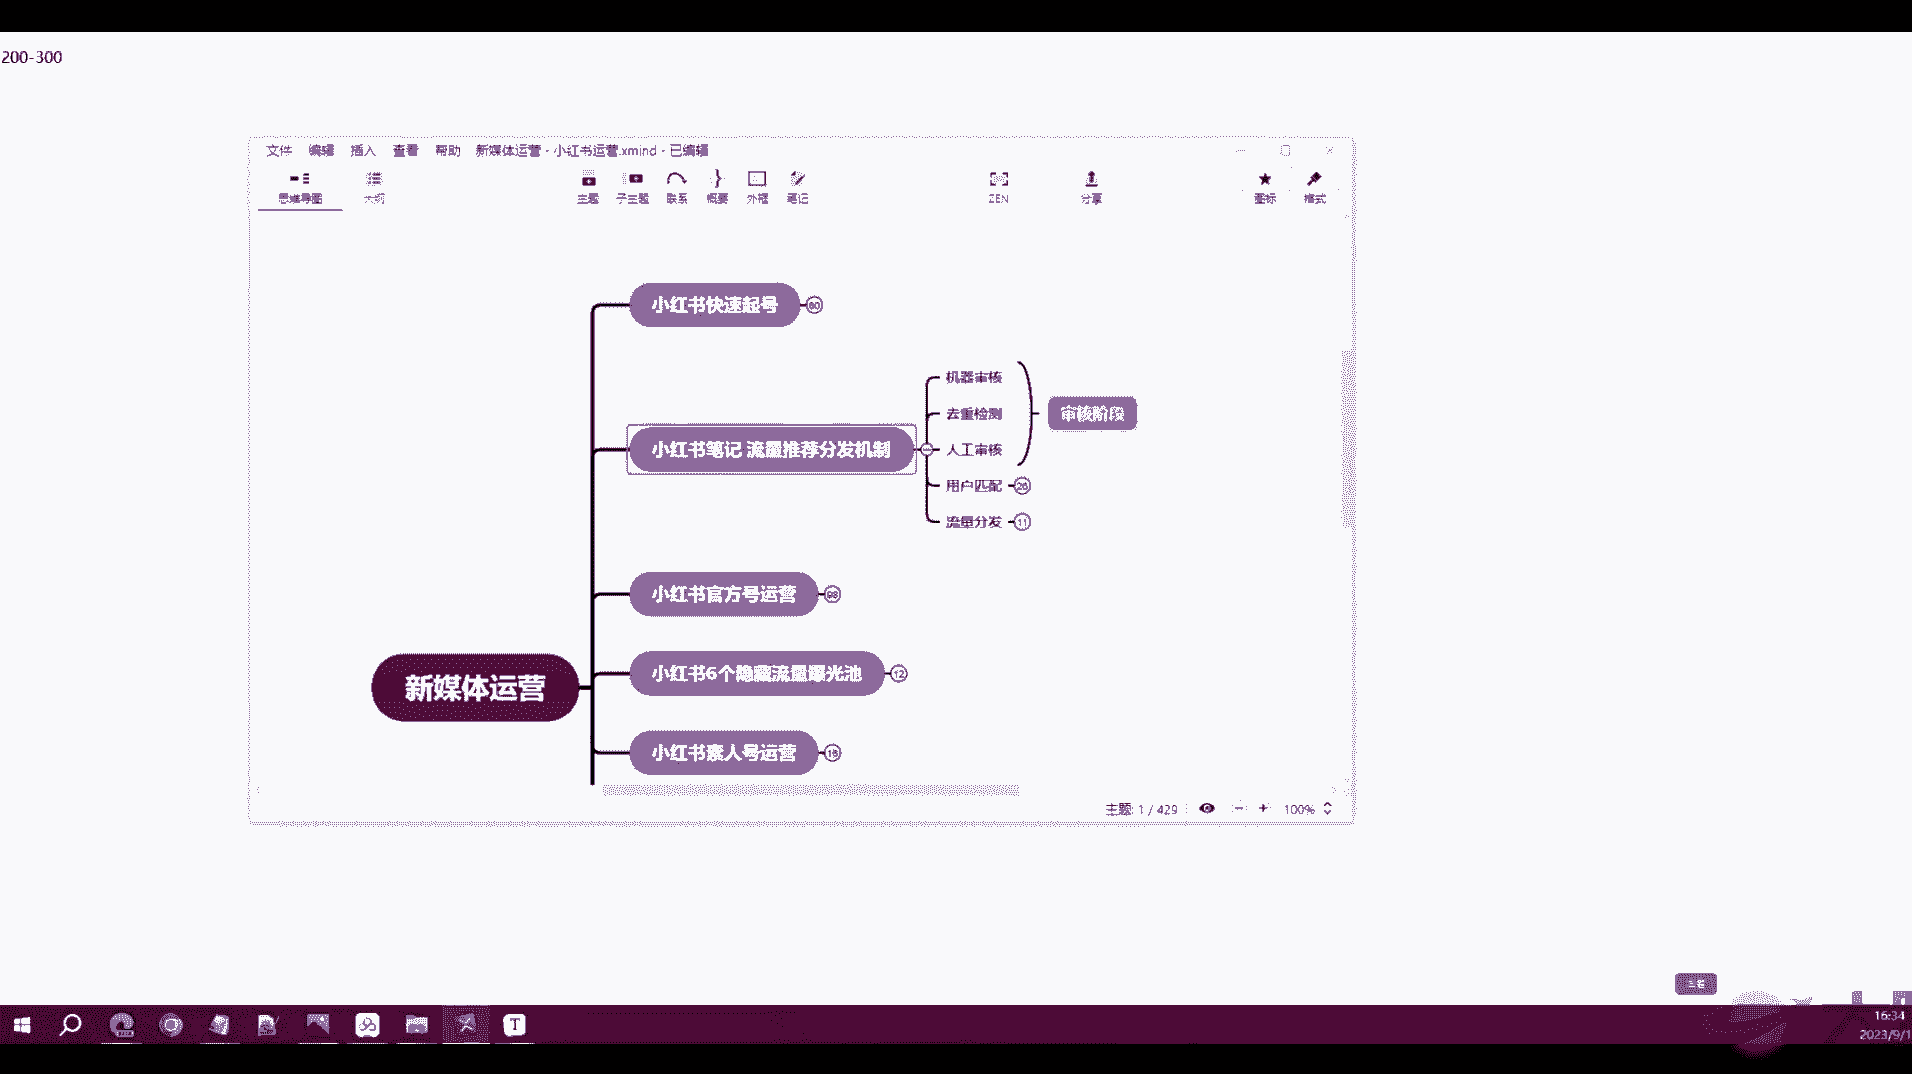 200-300
文件 编辑 插入 查看 帮助 新媒体运营 - 小红书运营.xmind - 已编辑
思维导图 大纲 主题 子主题 联系 概要 外框 笔记 ZEN 分享 图标 格式
小红书快速起号
机器审核
去重检测
人工审核
审核阶段
小红书笔记 流量推荐分发机制
用户匹配
流量分发 11
小红书官方号运营 98
新媒体运营
小红书6个隐藏流量曝光池 12
小红书素人号运营 16
主题: 1 / 429 100%
16:34
2023/9/1